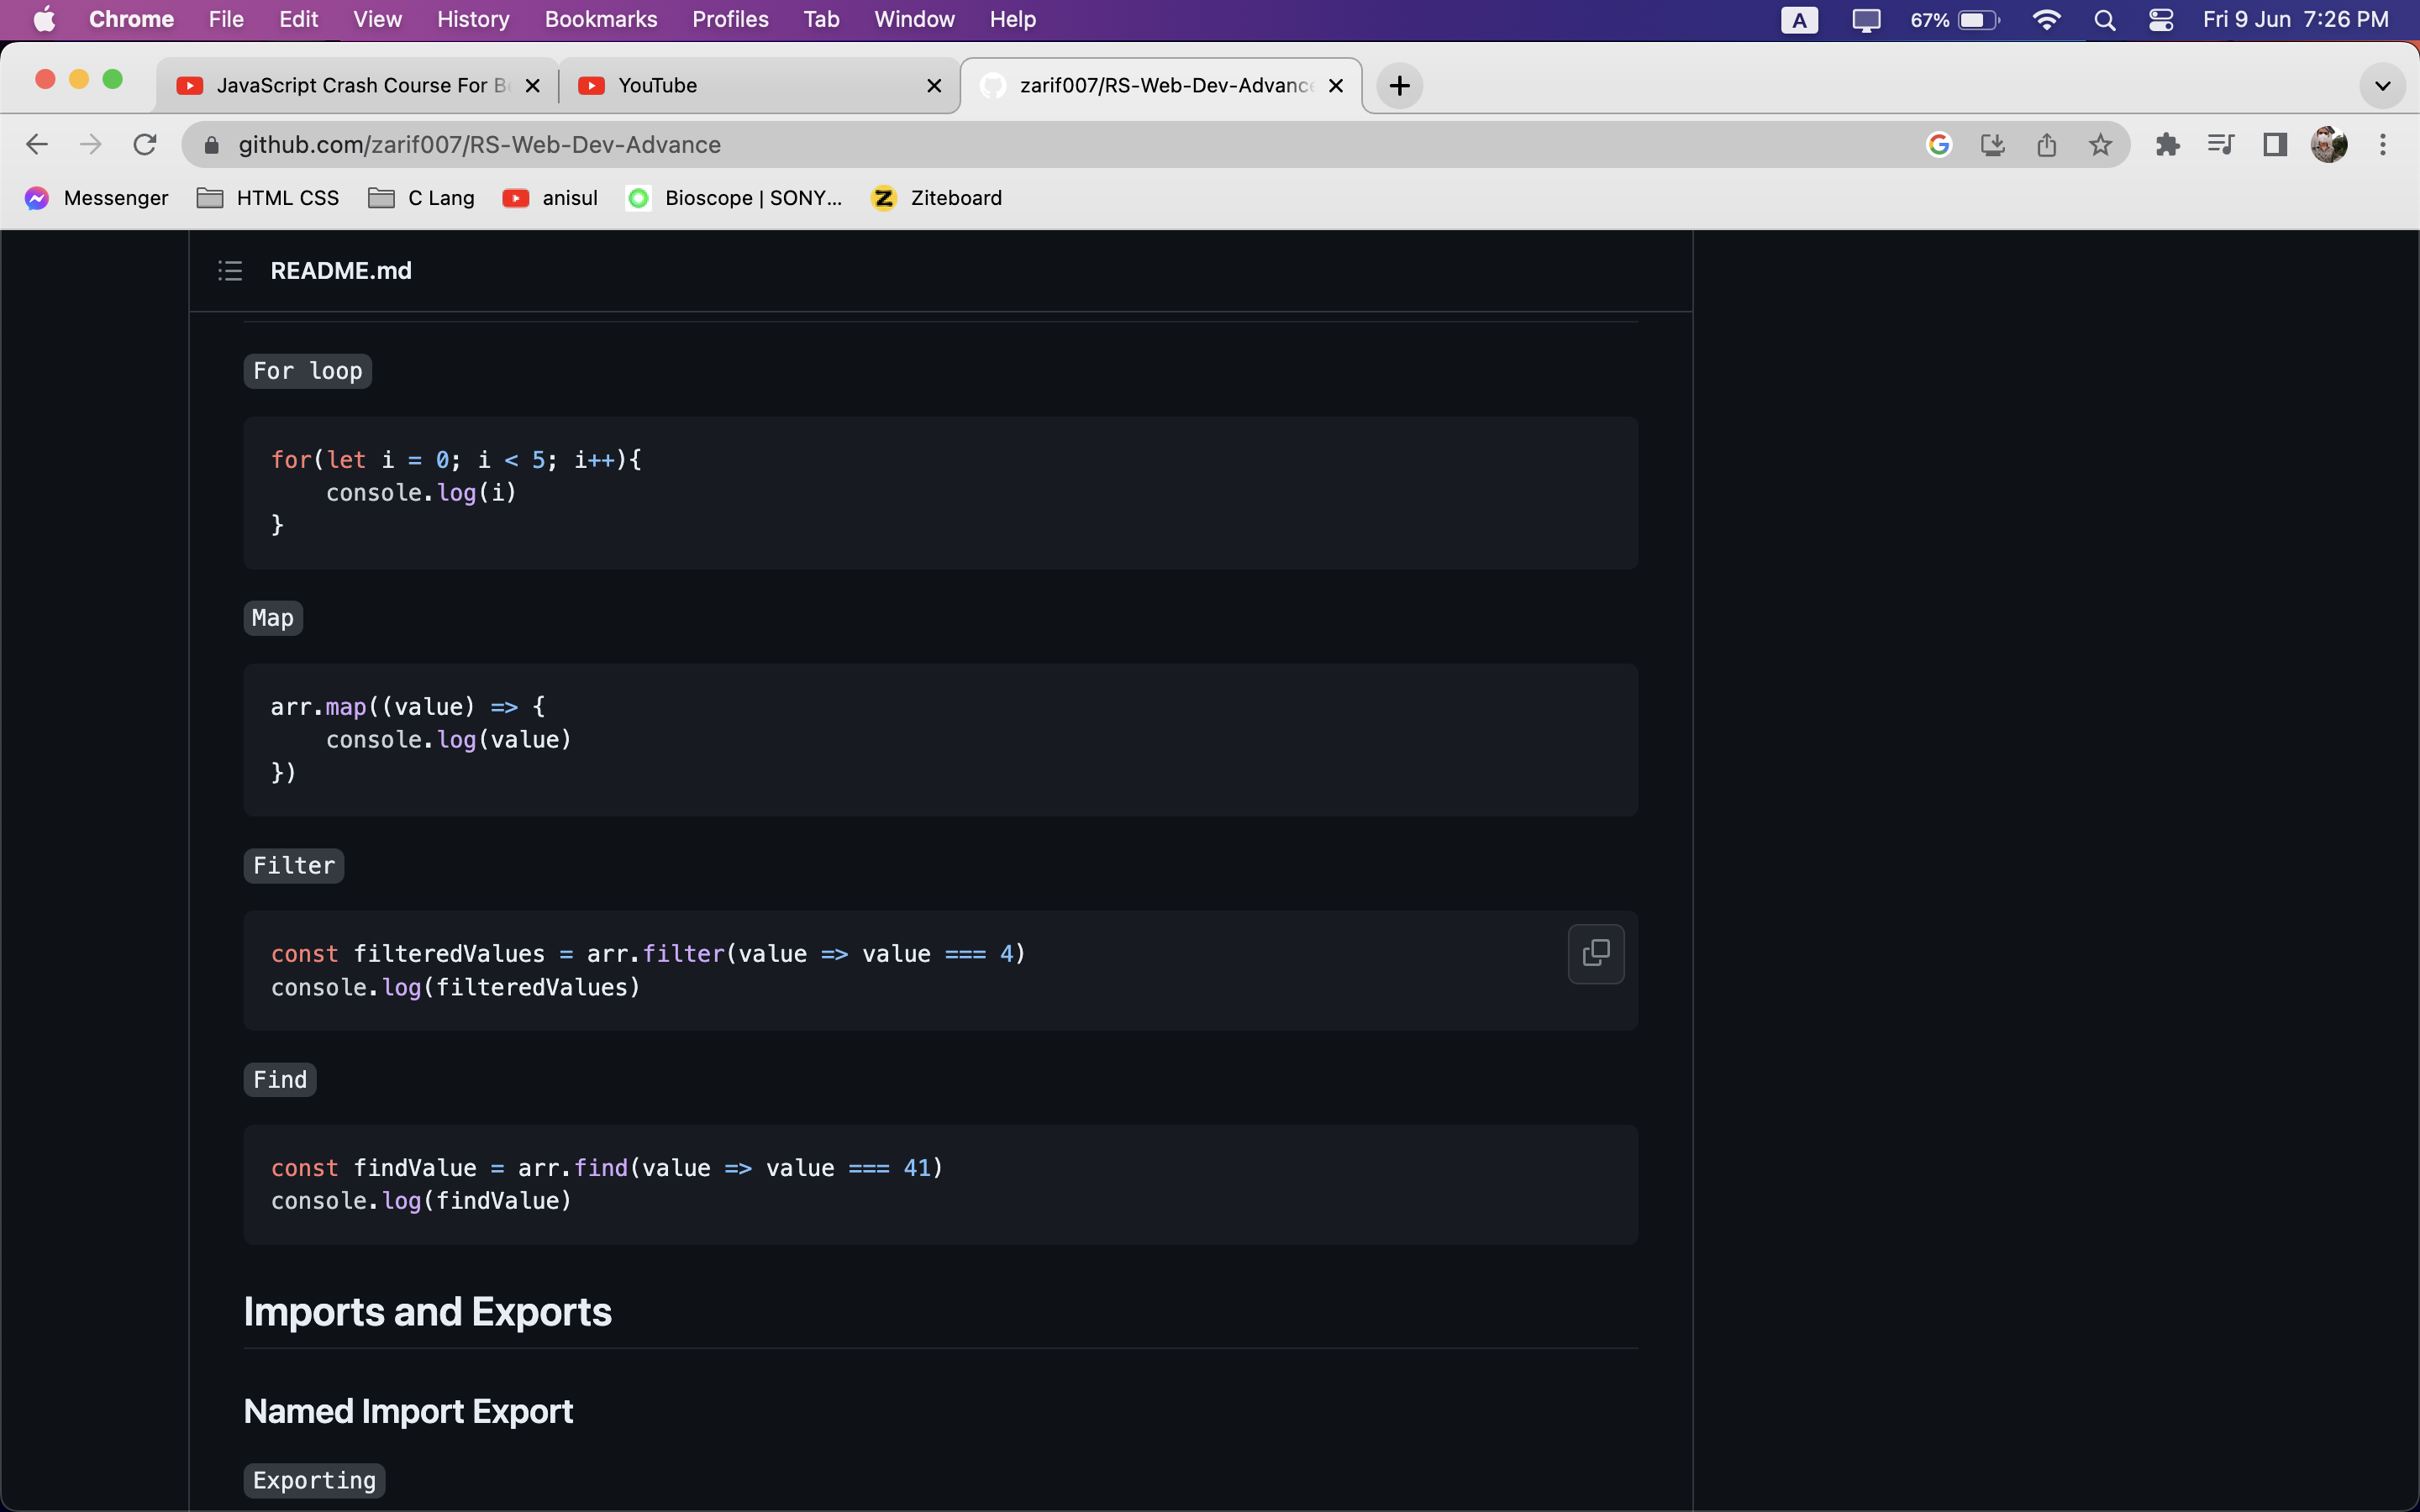 Chrome File Edit View History Bookmarks Profiles Tab Window Help A 67% Fri 9 Jun 7:26 PM
JavaScript Crash Course For Be YouTube zarif007/RS-Web-Dev-Advance
github.com/zarif007/RS-Web-Dev-Advance
Messenger HTML CSS C Lang anisul Bioscope | SONY... Ziteboard
README.md
For loop
for(let i = 0; i < 5; i++){
    console.log(i)
}
Map
arr.map((value) => {
    console.log(value)
})
Filter
const filteredValues = arr.filter(value => value === 4)
console.log(filteredValues)
Find
const findValue = arr.find(value => value === 41)
console.log(findValue)
Imports and Exports
Named Import Export
Exporting